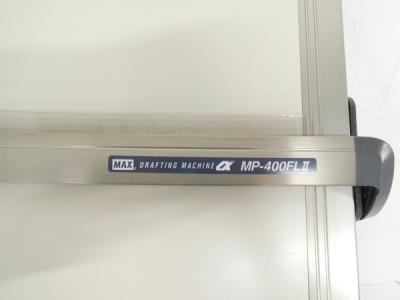 MAX. DRAFTING MACHINE α MP-400FLⅡ